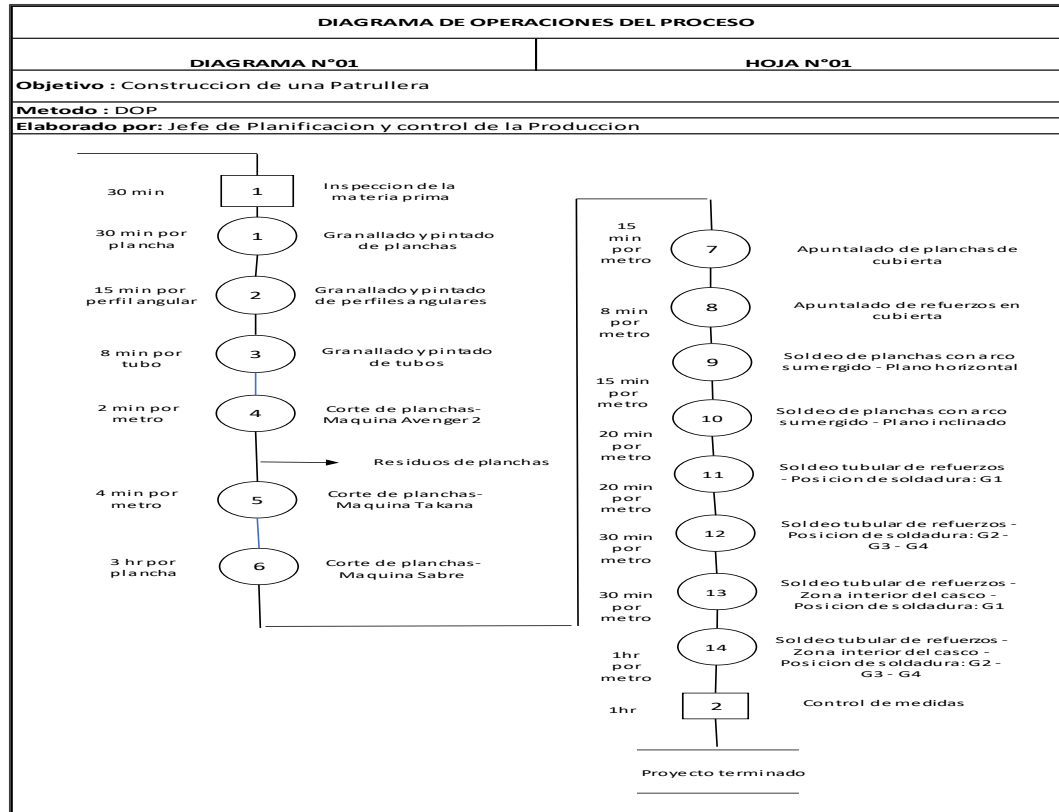 DIAGRAMA DE OPERACIONES DEL PROCESO
DIAGRAMA N°01
HOJA N°01
Objetivo : Construccion de una Patrullera
Metodo : DOP
Elaborado por: Jefe de Planificacion y control de la Produccion
30 min
1
Inspeccion de la
materia prima
30 min por
plancha
1
Granallado y pintado
de planchas
15 min por
perfil angular
2
Granallado y pintado
de perfiles angulares
8 min por
tubo
3
Granallado y pintado
de tubos
2 min por
metro
4
Corte de planchas-
Maquina Avenger 2
Residuos de planchas
4 min por
metro
5
Corte de planchas-
Maquina Takana
3 hr por
plancha
6
Corte de planchas-
Maquina Sabre
15
min
por
metro
7
Apuntalado de planchas de
cubierta
8 min
por
metro
8
Apuntalado de refuerzos en
cubierta
15 min
por
metro
9
Soldeo de planchas con arco
sumergido - Plano horizontal
20 min
por
metro
10
Soldeo de planchas con arco
sumergido - Plano inclinado
20 min
por
metro
11
Soldeo tubular de refuerzos
- Posicion de soldadura: G1
30 min
por
metro
12
Soldeo tubular de refuerzos -
Posicion de soldadura: G2 -
G3 - G4
30 min
por
metro
13
Soldeo tubular de refuerzos -
Zona interior del casco -
Posicion de soldadura: G1
1hr
por
metro
14
Soldeo tubular de refuerzos -
Zona interior del casco -
Posicion de soldadura: G2 -
G3 - G4
1hr
2
Control de medidas
Proyecto terminado